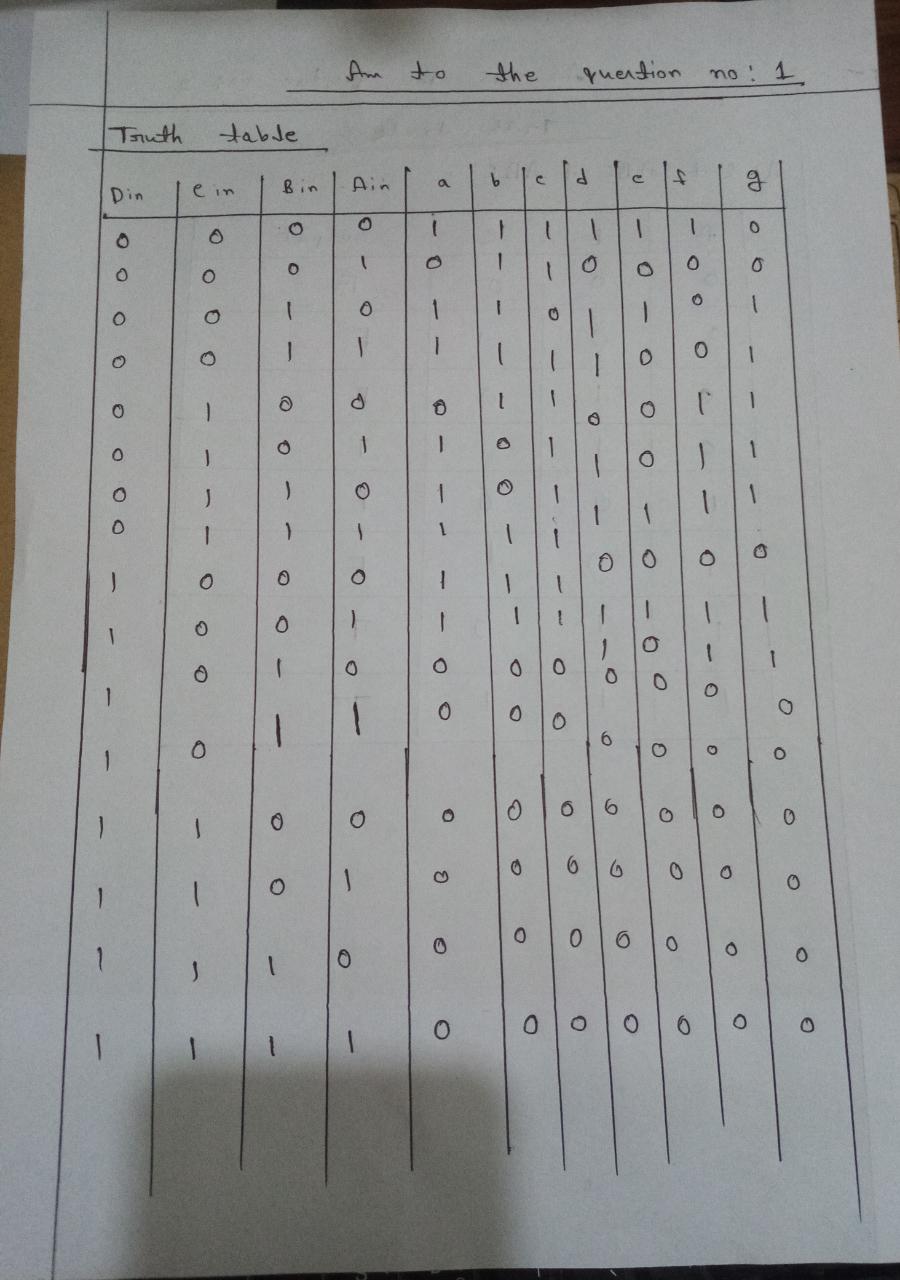 Ans to the question no: 1
Truth table
Din Cin Bin Ain a b c d e f g
0 0 0 0 1 1 1 1 1 1 0
0 0 0 1 0 1 1 0 0 0 0
0 0 1 0 1 1 0 1 1 0 1
0 0 1 1 1 1 1 1 0 0 1
0 1 0 0 0 1 1 0 0 1 1
0 1 0 1 1 0 1 1 0 1 1
0 1 1 0 1 0 1 1 1 1 1
0 1 1 1 1 1 1 0 0 0 0
1 0 0 0 1 1 1 1 1 1 1
1 0 0 1 1 1 1 1 0 1 1
1 0 1 0 0 0 0 0 0 0 0
1 0 1 1 0 0 0 0 0 0 0
1 1 0 0 0 0 0 0 0 0 0
1 1 0 1 0 0 0 0 0 0 0
1 1 1 0 0 0 0 0 0 0 0
1 1 1 1 0 0 0 0 0 0 0